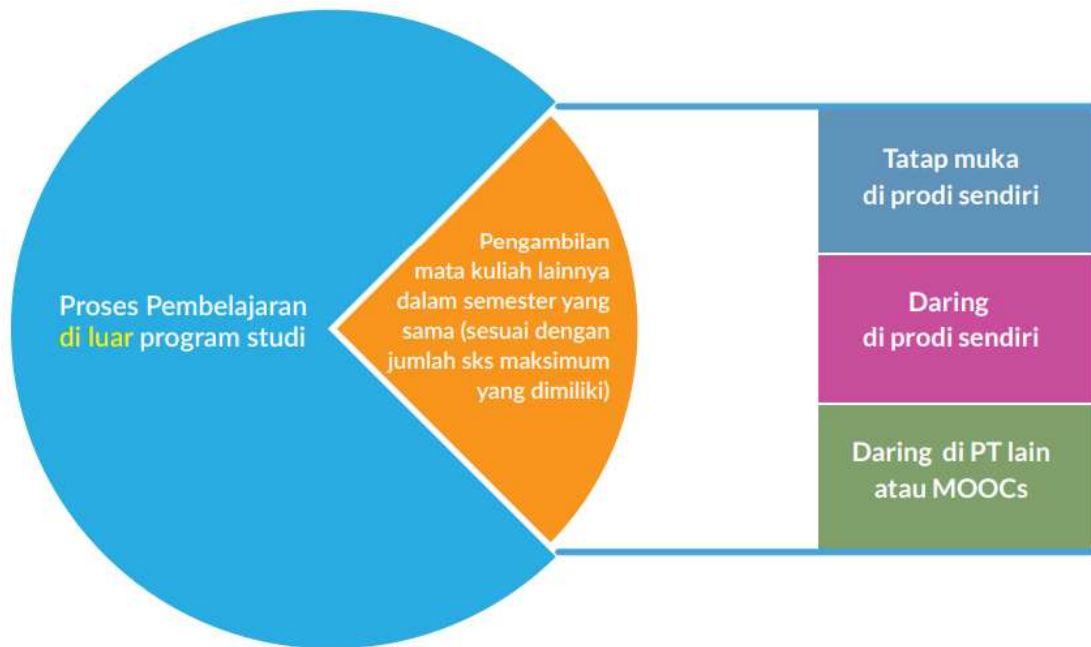 Proses Pembelajaran
di luar program studi
Pengambilan
mata kuliah lainnya
dalam semester yang
sama (sesuai dengan
jumlah sks maksimum
yang dimiliki)
Tatap muka
di prodi sendiri
Daring
di prodi sendiri
Daring di PT lain
atau MOOCs